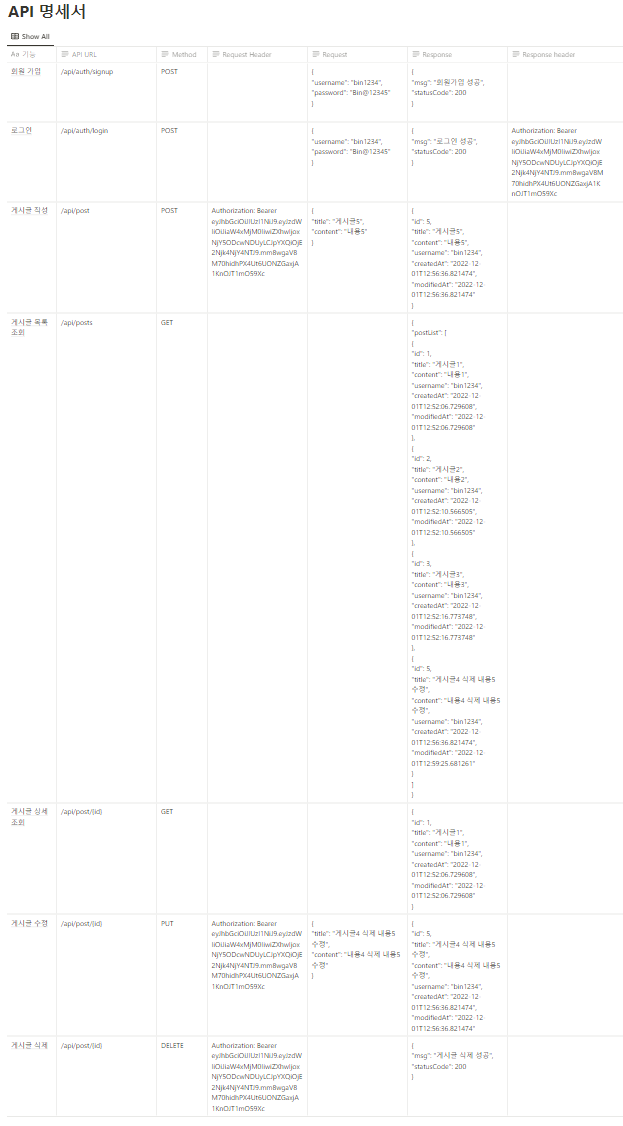 API 명세서
Show All
Aa 기능
API URL
Method
Request Header
Request
Response
Response header
회원 가입
/api/auth/signup
POST
{
"username": "bin1234",
"password": "Bin@12345"
}
{
"msg": "회원가입 성공",
"statusCode": 200
}
로그인
/api/auth/login
POST
{
"username": "bin1234",
"password": "Bin@12345"
}
{
"msg": "로그인 성공",
"statusCode": 200
}
Authorization: Bearer
게시글 작성
/api/post
POST
Authorization: Bearer
{
"title": "게시글5",
"content": "내용5"
}
{
"id": 5,
"title": "게시글5",
"content": "내용5",
"username": "bin1234",
"createdAt": "2022-12-
01T12:56:36.821474",
"modifiedAt": "2022-12-
01T12:56:36.821474"
}
게시글 목록
조회
/api/posts
GET
{
"postList": [
{
"id": 1,
"title": "게시글1",
"content": "내용1",
"username": "bin1234",
"createdAt": "2022-12-
01T12:52:06.729608",
"modifiedAt": "2022-12-
01T12:52:06.729608"
},
{
"id": 2,
"title": "게시글2",
"content": "내용2",
"username": "bin1234",
"createdAt": "2022-12-
01T12:52:10.566505",
"modifiedAt": "2022-12-
01T12:52:10.566505"
},
{
"id": 3,
"title": "게시글3",
"content": "내용3",
"username": "bin1234",
"createdAt": "2022-12-
01T12:52:16.773748",
"modifiedAt": "2022-12-
01T12:52:16.773748"
},
{
"id": 5,
"title": "게시글4 삭제 내용5
수정",
"content": "내용4 삭제 내용5
수정",
"username": "bin1234",
"createdAt": "2022-12-
01T12:56:36.821474",
"modifiedAt": "2022-12-
01T12:59:25.681261"
}
]
}
게시글 상세
조회
/api/post/{id}
GET
{
"id": 1,
"title": "게시글1",
"content": "내용1",
"username": "bin1234",
"createdAt": "2022-12-
01T12:52:06.729608",
"modifiedAt": "2022-12-
01T12:52:06.729608"
}
게시글 수정
/api/post/{id}
PUT
Authorization: Bearer
{
"title": "게시글4 삭제 내용5
수정",
"content": "내용4 삭제 내용5
수정"
}
{
"id": 5,
"title": "게시글4 삭제 내용5
수정",
"content": "내용4 삭제 내용5
수정",
"username": "bin1234",
"createdAt": "2022-12-
01T12:56:36.821474",
"modifiedAt": "2022-12-
01T12:56:36.821474"
게시글 삭제
/api/post/{id}
DELETE
Authorization: Bearer
{
"msg": "게시글 삭제 성공",
"statusCode": 200
}